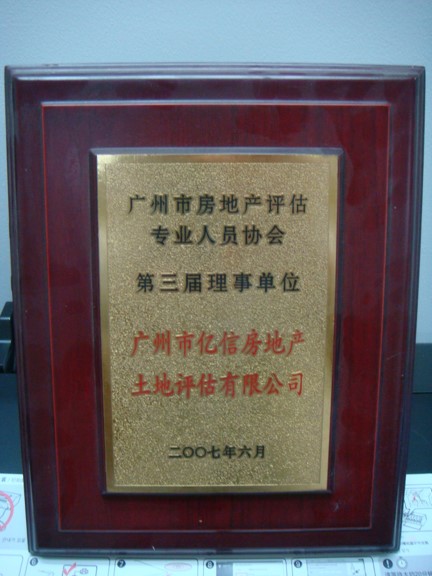 广州市房地产评估
专业人员协会
第三届理事单位
广州市亿信房地产
土地评估有限公司
二〇〇七年六月